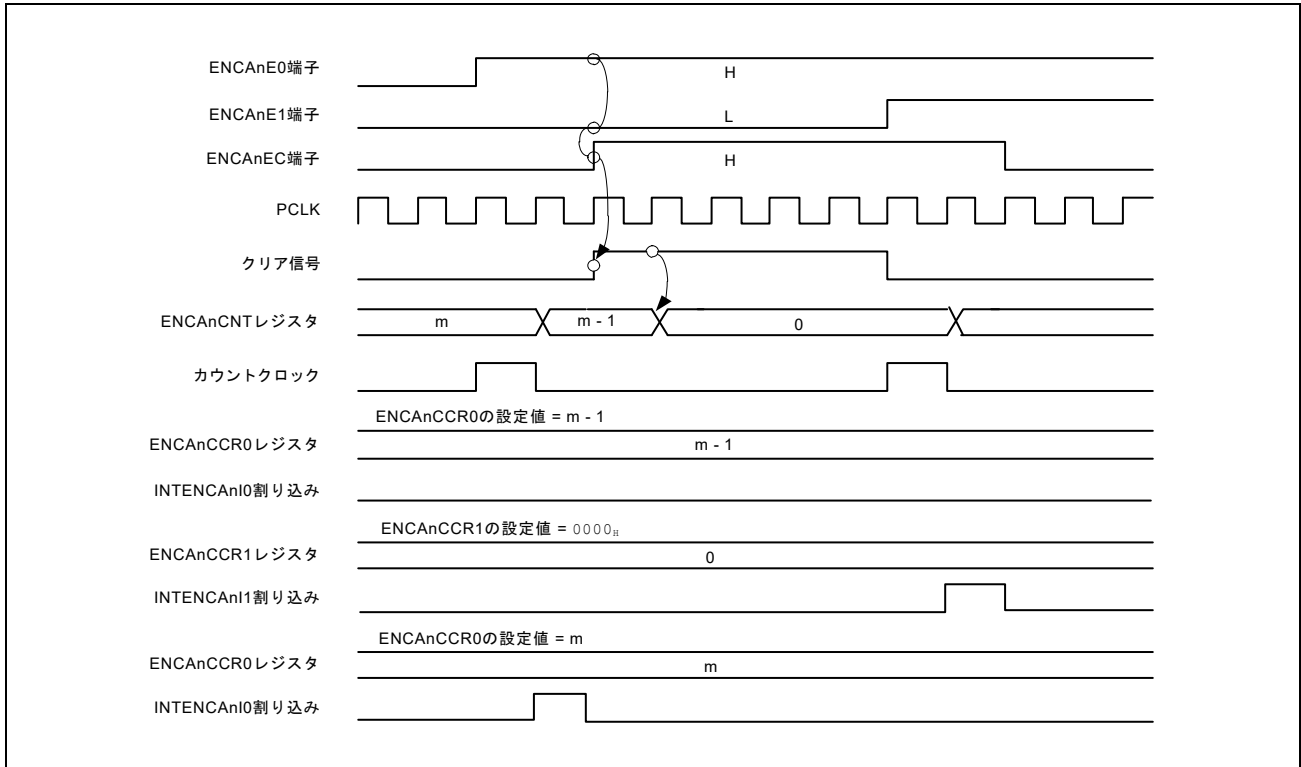 ENCAnE0端子
H
ENCAnE1端子
L
ENCAnEC端子
H
PCLK
クリア信号
ENCAnCNTレジスタ
m
m - 1
0
カウントクロック
ENCAnCCR0の設定値 = m - 1
ENCAnCCR0レジスタ
m - 1
INTENCAnI0割り込み
ENCAnCCR1の設定値 = 0000H
ENCAnCCR1レジスタ
0
INTENCAnI1割り込み
ENCAnCCR0の設定値 = m
ENCAnCCR0レジスタ
m
INTENCAnI0割り込み